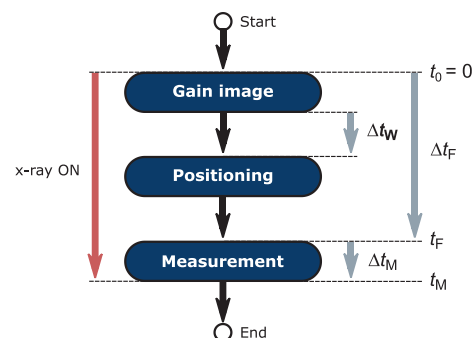 Start
t0 = 0
Gain image
ΔtW
ΔtF
x-ray ON
Positioning
tF
Measurement
ΔtM
tM
End